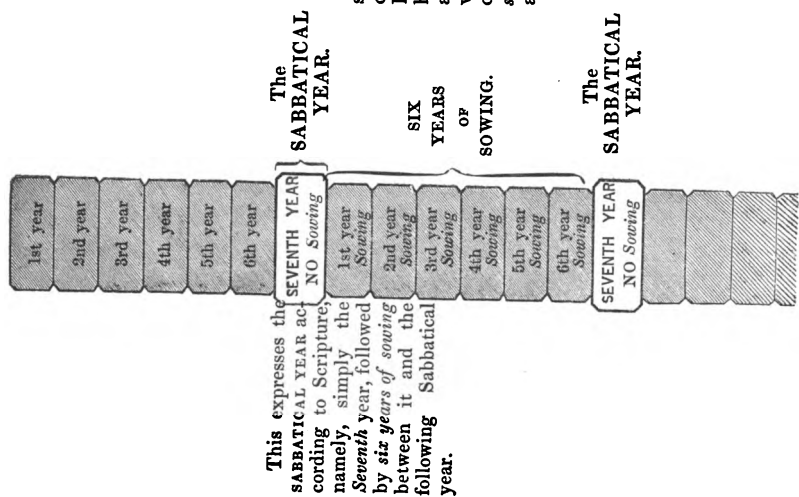 This expresses the
SABBATICAL YEAR ac-
cording to Scripture,
namely, simply the
Seventh year, followed
by six years of sowing
between it and the
following Sabbatical
year.
1st year
2nd year
3rd year
4th year
5th year
6th year
SEVENTH YEAR
NO Sowing
1st year
Sowing
2nd year
Sowing
3rd year
Sowing
4th year
Sowing
5th year
Sowing
6th year
Sowing
SEVENTH YEAR
NO Sowing
The
SABBATICAL
YEAR.
SIX
YEARS
OF
SOWING.
The
SABBATICAL
YEAR.